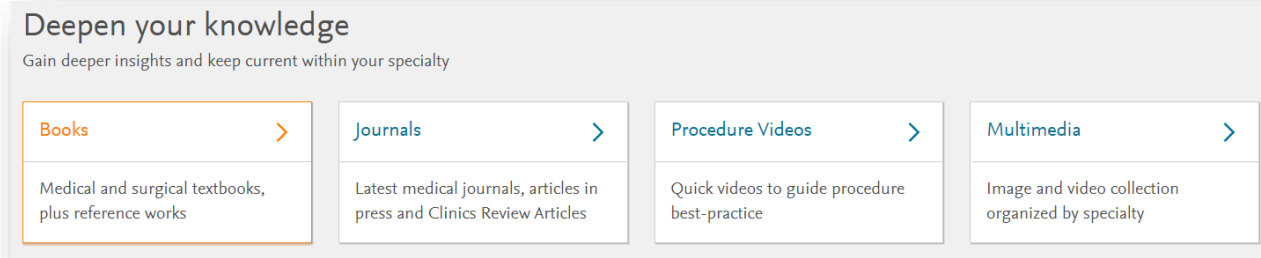 Deepen your knowledge
Gain deeper insights and keep current within your specialty
Books
Medical and surgical textbooks,
plus reference works
Journals
Latest medical journals, articles in
press and Clinics Review Articles
Procedure Videos
Quick videos to guide procedure
best-practice
Multimedia
Image and video collection
organized by specialty